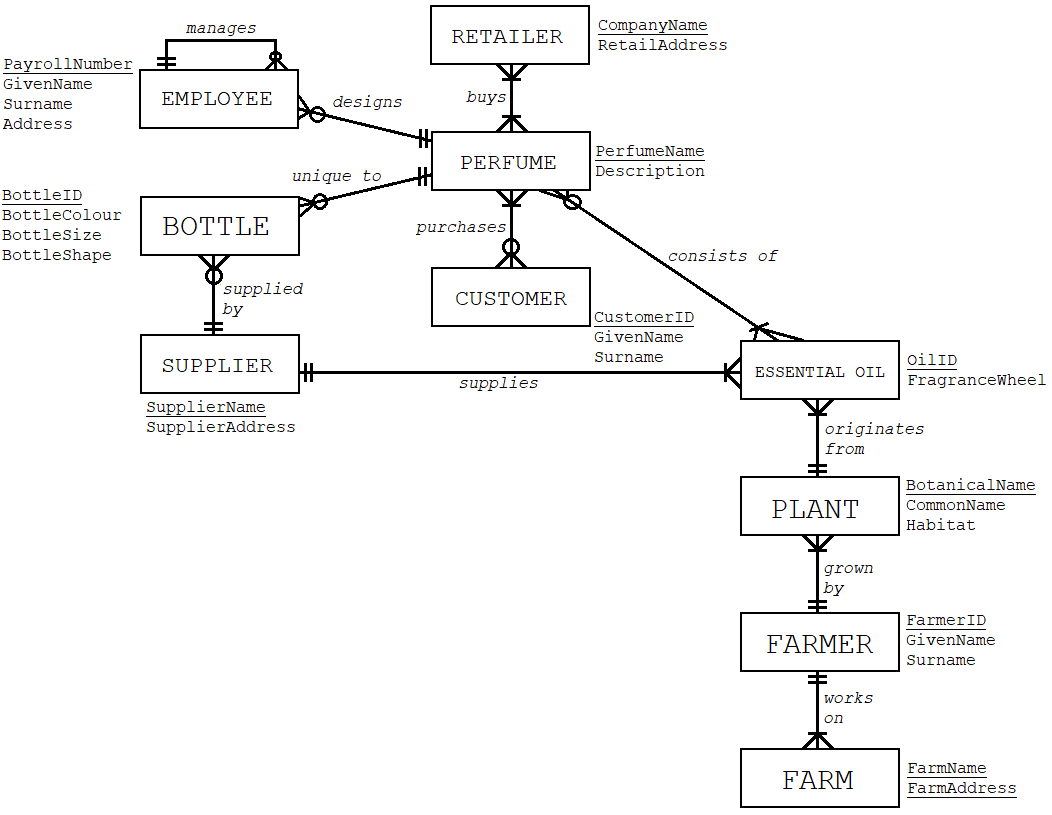 manages
RETAILER
CompanyName
RetailAddress
PayrollNumber
GivenName
Surname
Address
EMPLOYEE
designs
buys
PERFUME
PerfumeName
Description
unique to
BottleID
BottleColour
BottleSize
BottleShape
BOTTLE
purchases
consists of
supplied
by
CUSTOMER
CustomerID
GivenName
Surname
SUPPLIER
SupplierName
SupplierAddress
supplies
ESSENTIAL OIL
OilID
FragranceWheel
originates
from
PLANT
BotanicalName
CommonName
Habitat
grown
by
FARMER
FarmerID
GivenName
Surname
works
on
FARM
FarmName
FarmAddress